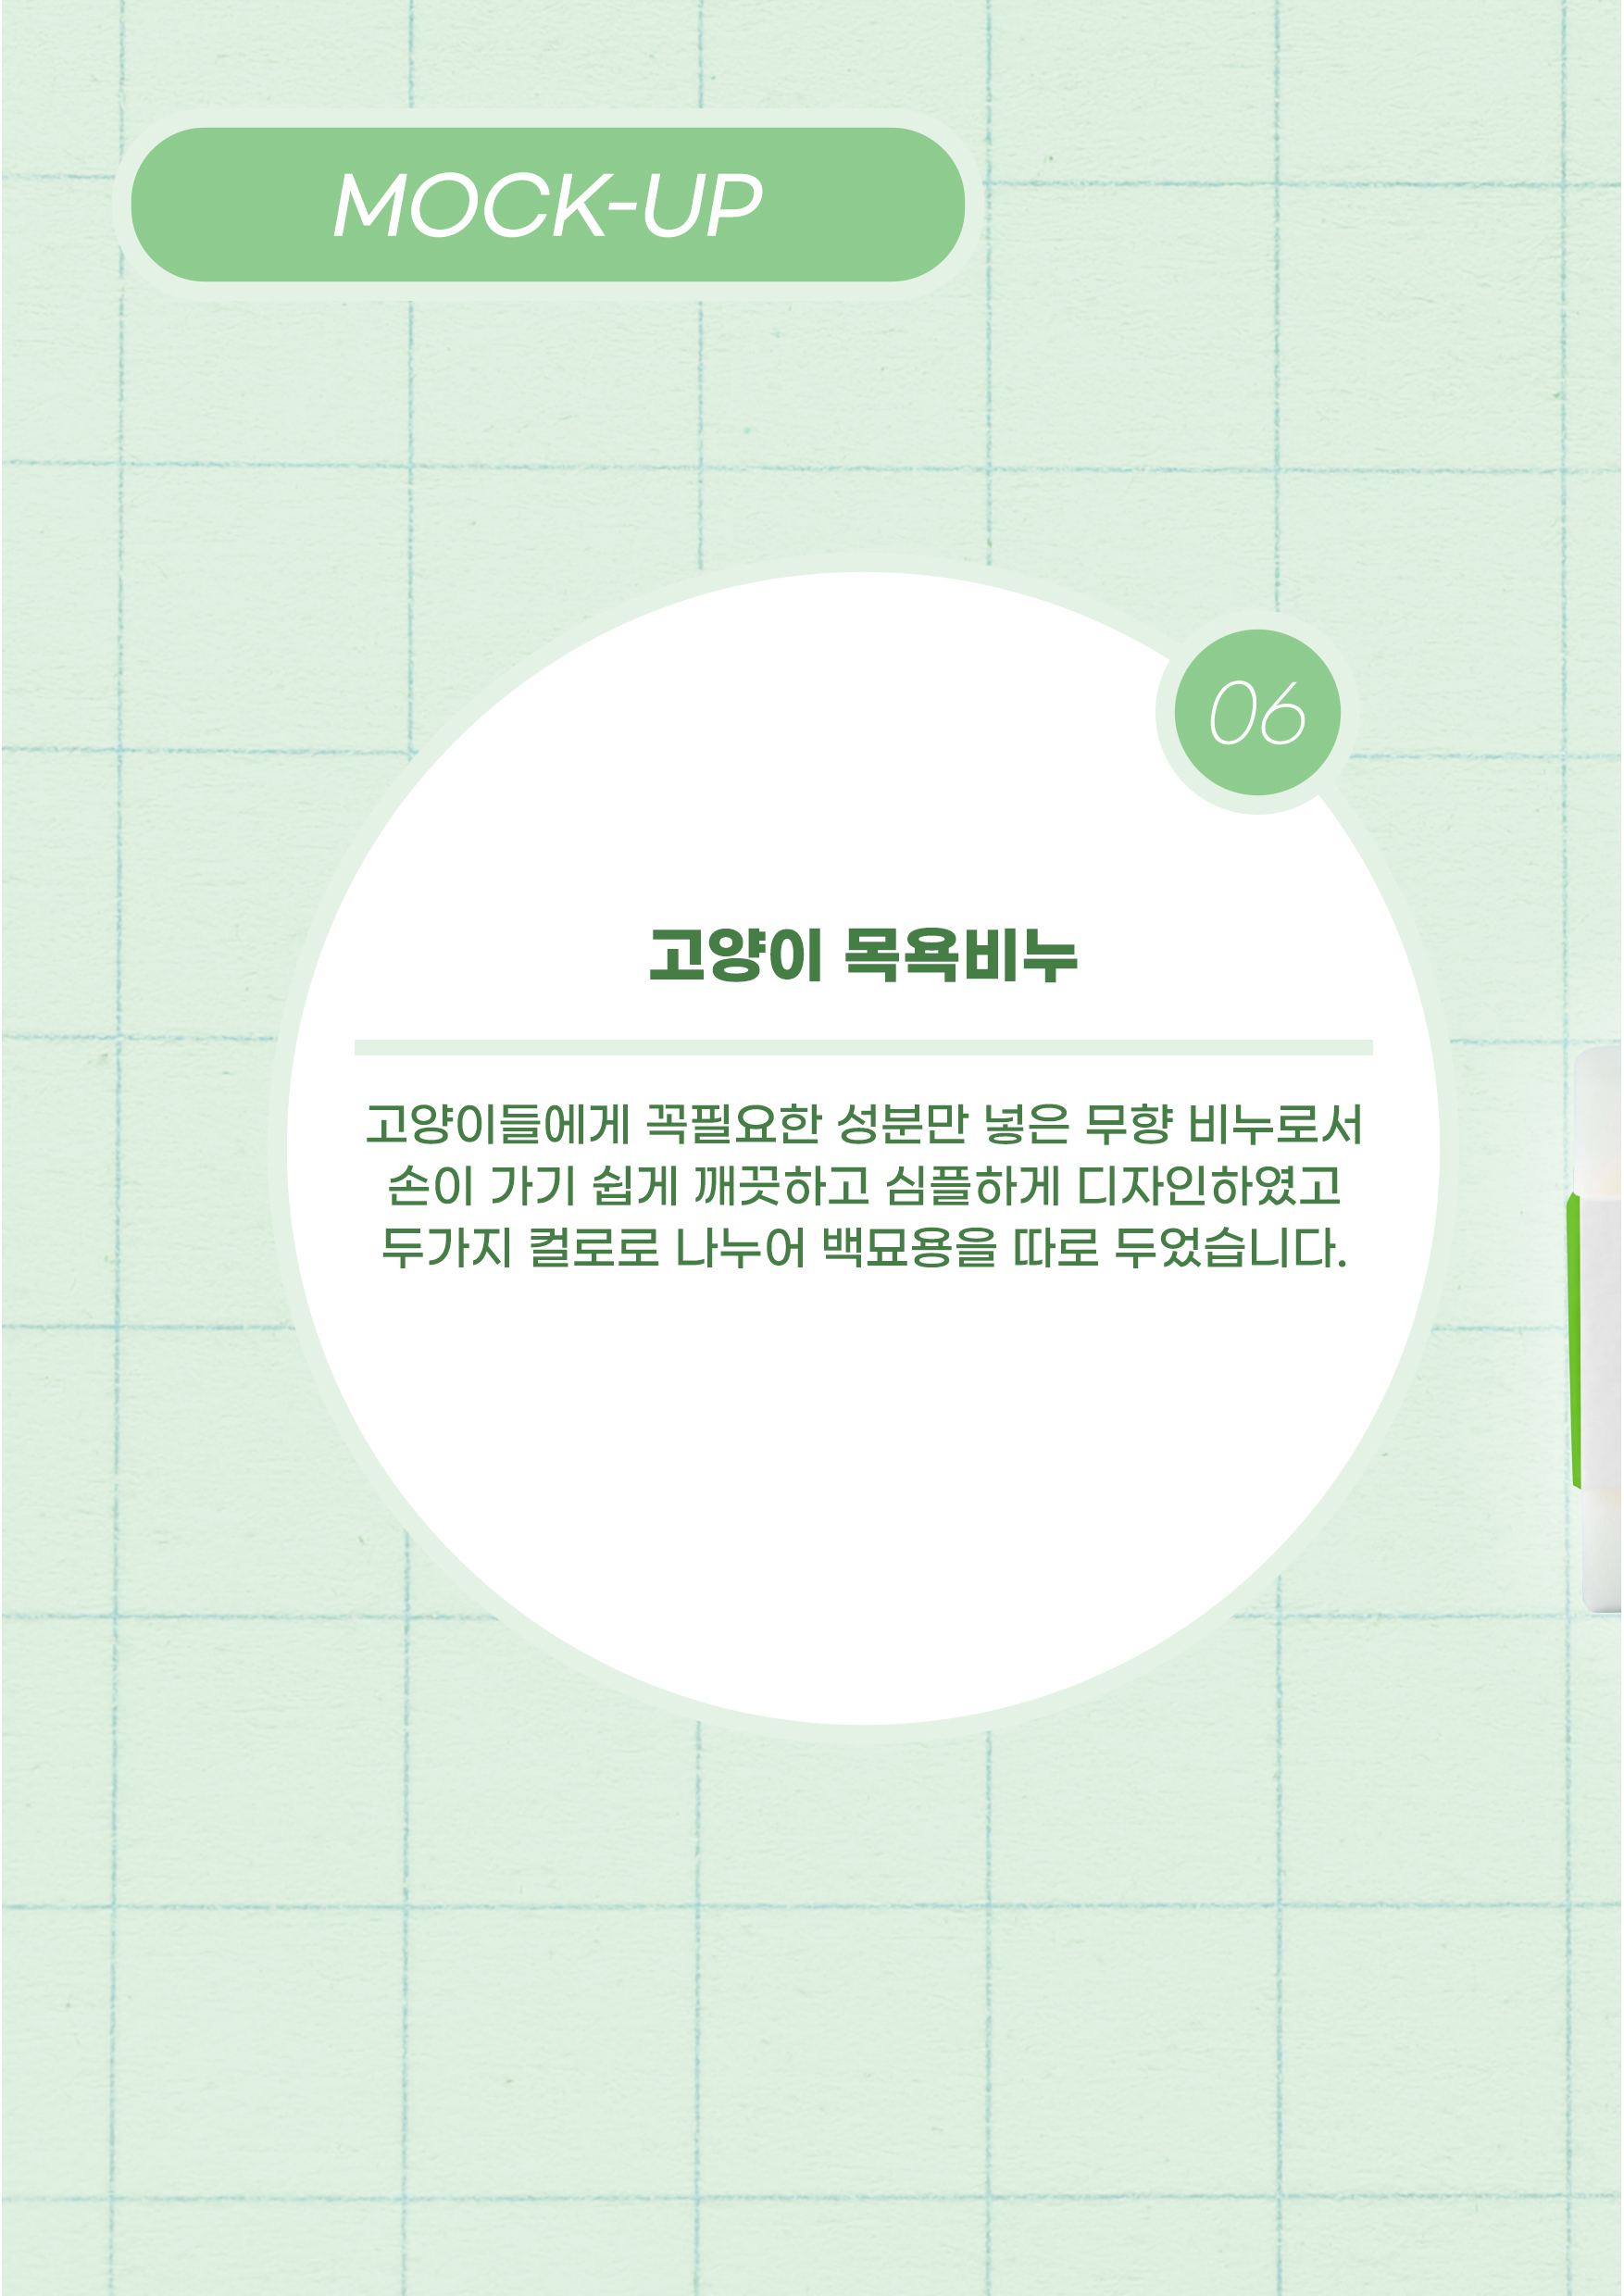 MOCK-UP
06
고양이 목욕비누
고양이들에게 꼭필요한 성분만 넣은 무향 비누로서
손이 가기 쉽게 깨끗하고 심플하게 디자인하였고
두가지 컬로로 나누어 백묘용을 따로 두었습니다.